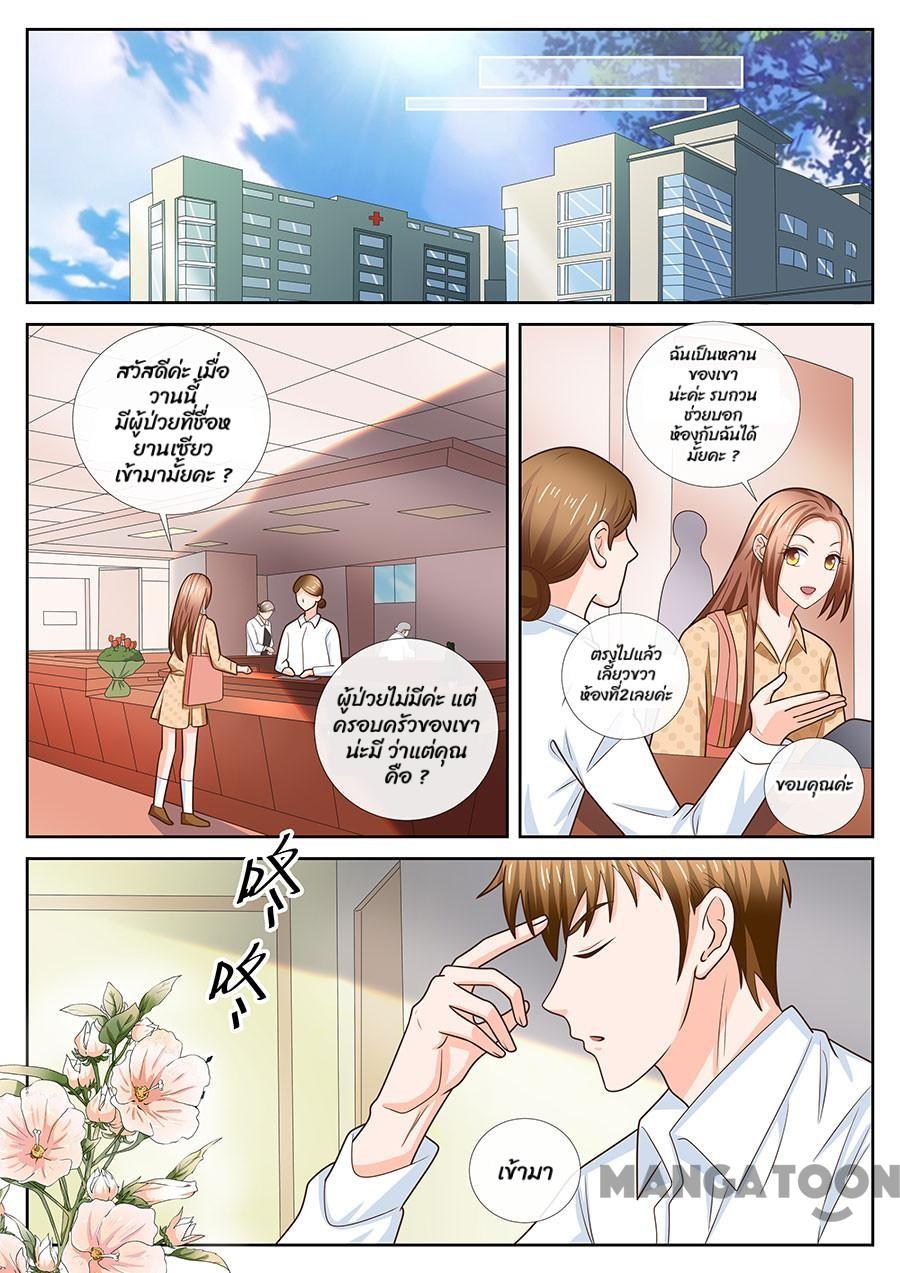 สวัสดีค่ะ เมื่อ
วานนี้
มีผู้ป่วยที่ชื่อห
ยานเซียว
เข้ามามั้ยคะ ?
ผู้ป่วยไม่มีค่ะ แต่
ครอบครัวของเขา
น่ะมี ว่าแต่คุณ
คือ ?
ฉันเป็นหลาน
ของเขา
น่ะค่ะ รบกวน
ช่วยบอก
ห้องกับฉันได้
มั้ยคะ ?
ตรงไปแล้ว
เลี้ยวขวา
ห้องที่2เลยค่ะ
ขอบคุณค่ะ
เข้ามา
MANGATOON